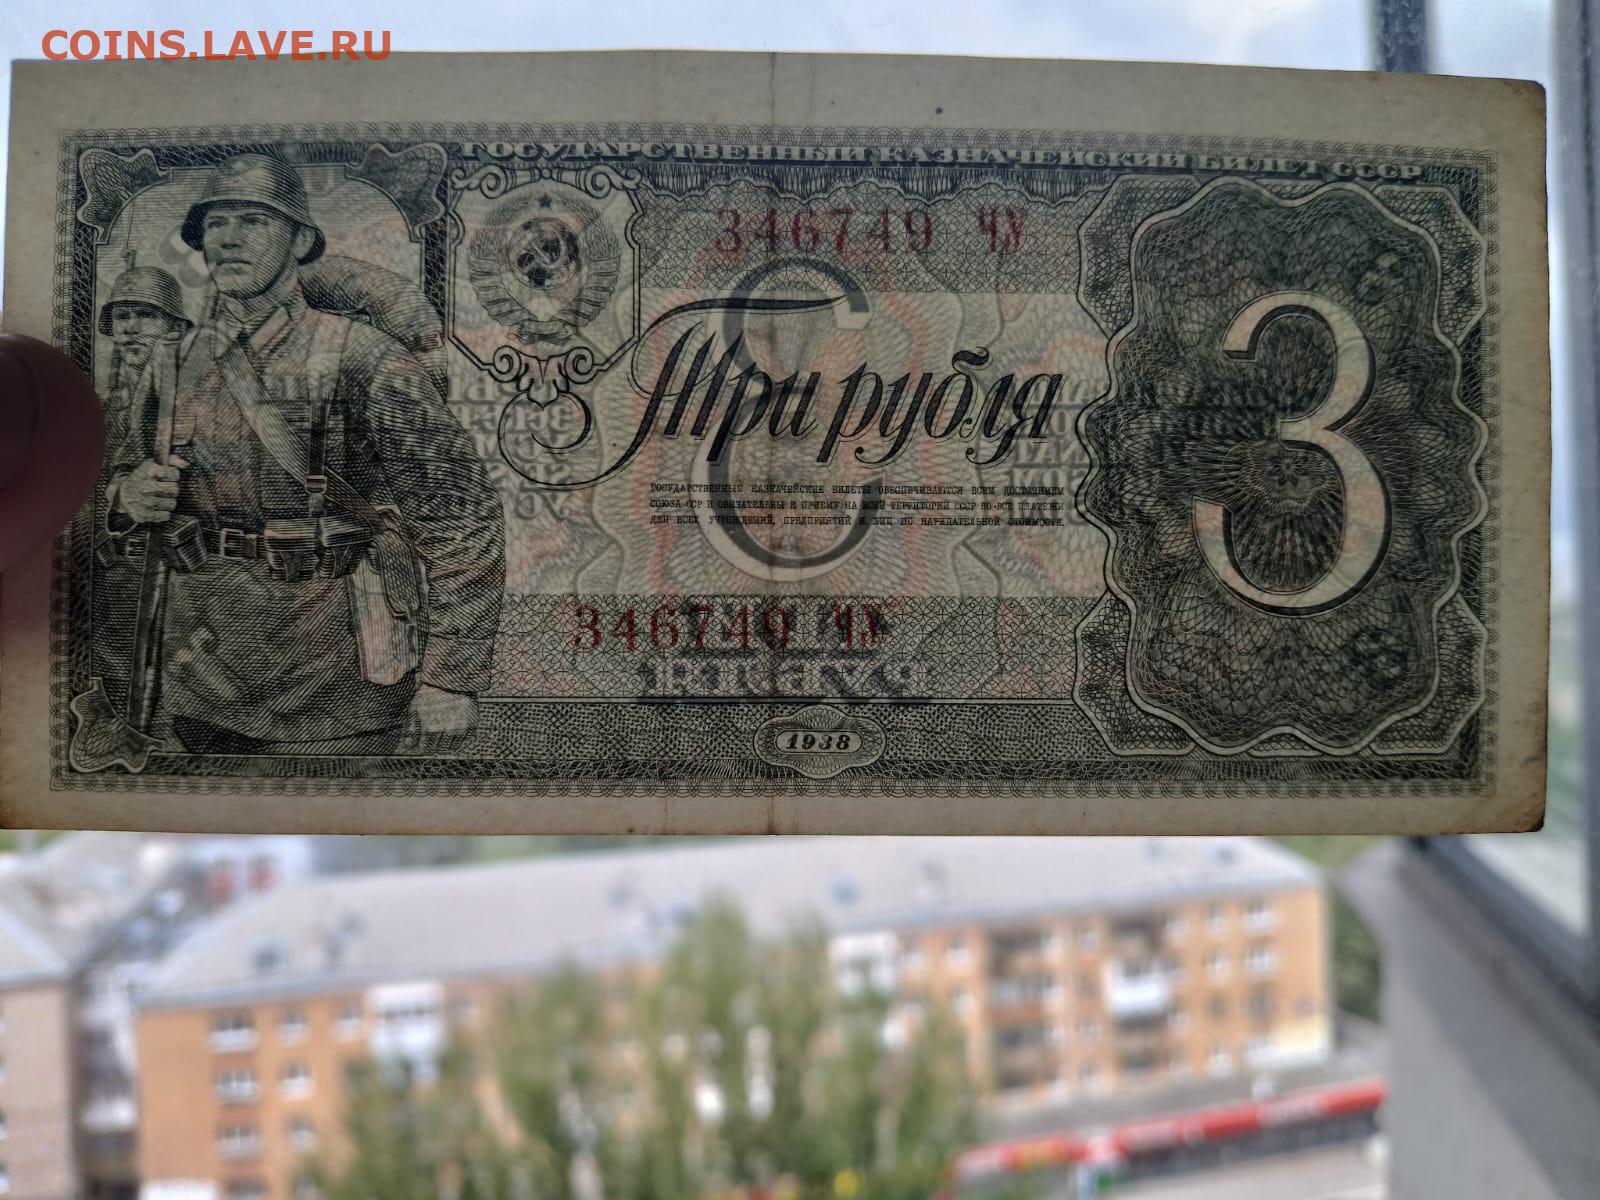 COINS.LAVE.RU
ГОСУДАРСТВЕННЫЙ КАЗНАЧЕЙСКИЙ БИЛЕТ СССР
346749 ЧУ
Три рубля
3
ГОСУДАРСТВЕННЫЕ КАЗНАЧЕЙСКИЕ БИЛЕТЫ ОБЕСПЕЧИВАЮТСЯ ВСЕМ ДОСТОЯНИЕМ
СОЮЗА ССР И ОБЯЗАТЕЛЬНЫ К ПРИЕМУ НА ВСЕЙ ТЕРРИТОРИИ СССР ВО ВСЕ ПЛАТЕЖИ
ДЛЯ ВСЕХ УЧРЕЖДЕНИЙ, ПРЕДПРИЯТИЙ И ЛИЦ ПО НАРИЦАТЕЛЬНОЙ СТОИМОСТИ.
346749 ЧУ
1938